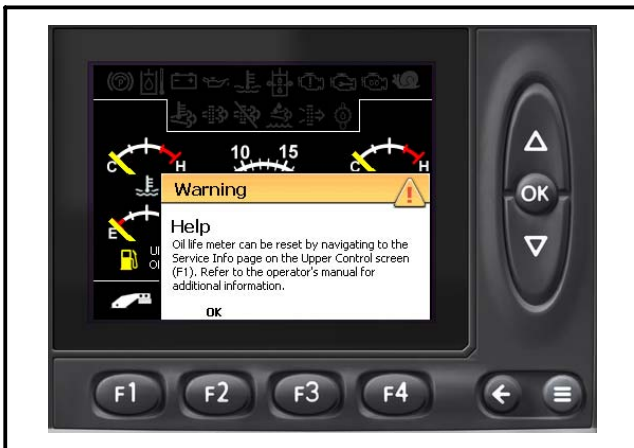 (P)
10 15
C H
C H
Warning
Help
Oil life meter can be reset by navigating to the
Service Info page on the Upper Control screen
(F1). Refer to the operator's manual for
additional information.
OK
E
OK
F1 F2 F3 F4